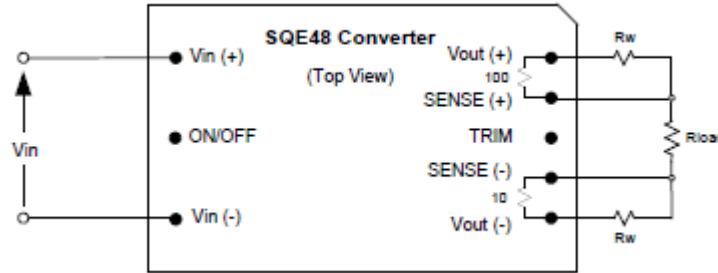 SQE48 Converter
(Top View)
Vin (+)
Vout (+)
Rw
100
SENSE (+)
Vin
ON/OFF
TRIM
Rloa
SENSE (-)
10
Vin (-)
Vout (-)
Rw